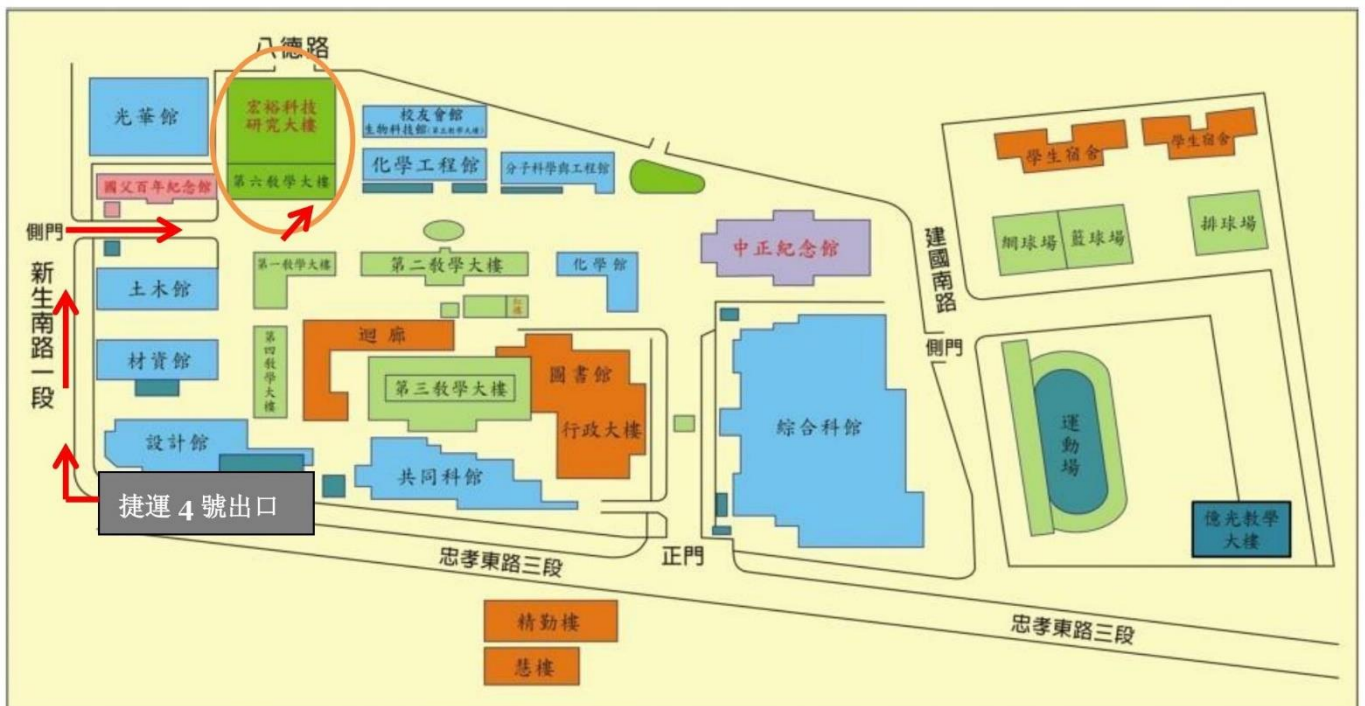 八德路
光華館
宏裕科技
研究大樓
校友會館
生物科技館(第五教學大樓)
化學工程館
分子科學與工程館
國父百年紀念館
第六教學大樓
側門
新生南路一段
第一教學大樓
第二教學大樓
化學館
中正紀念館
建國南路
學生宿舍
學生宿舍
網球場
籃球場
排球場
土木館
紅樓
材資館
第四教學大樓
迴廊
第三教學大樓
圖書館
行政大樓
綜合科館
側門
運動場
設計館
共同科館
捷運 4 號出口
億光教學
大樓
忠孝東路三段
正門
忠孝東路三段
精勤樓
慧樓